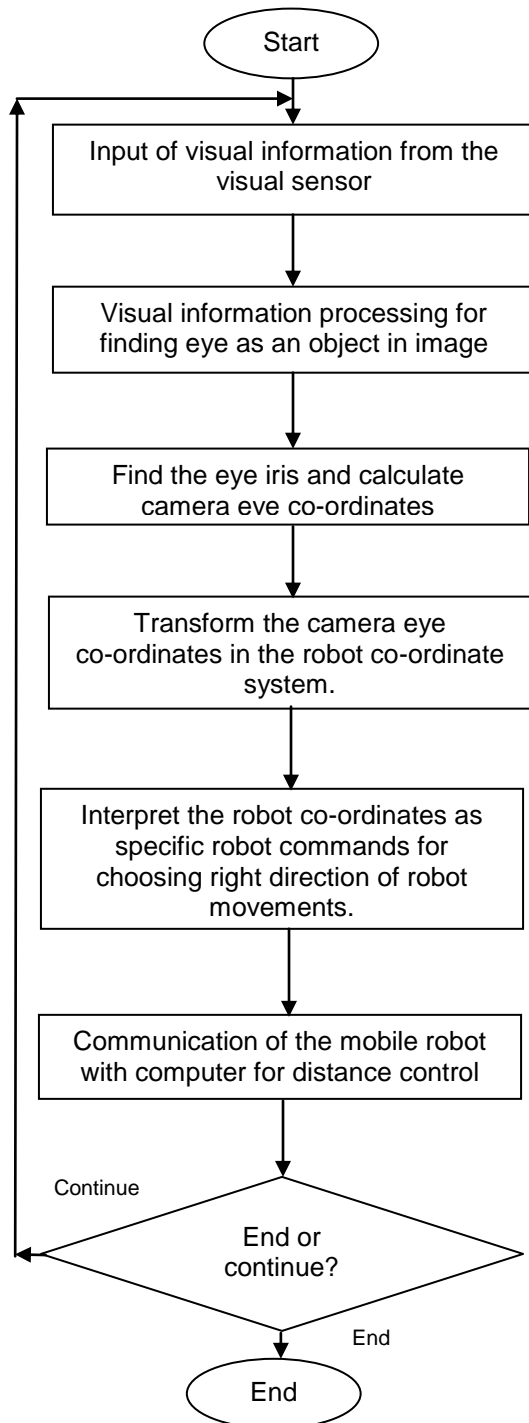 Start
Input of visual information from the
visual sensor
Visual information processing for
finding eye as an object in image
Find the eye iris and calculate
camera eve co-ordinates
Transform the camera eye
co-ordinates in the robot co-ordinate
system.
Interpret the robot co-ordinates as
specific robot commands for
choosing right direction of robot
movements.
Communication of the mobile robot
with computer for distance control
Continue
End or
continue?
End
End